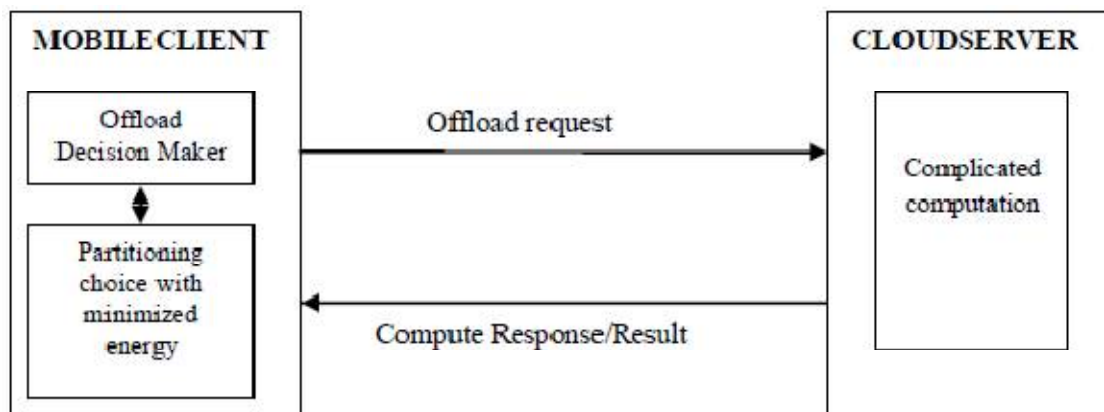 MOBILECLIENT
Offload
Decision Maker
Partitioning
choice with
minimized
energy
Offload request
Compute Response/Result
CLOUDSERVER
Complicated
computation